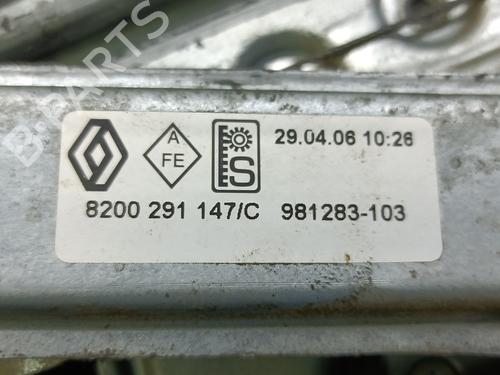 A
FE
S
29.04.06 10:26
8200 291 147/C 981283-103
B-PARTS